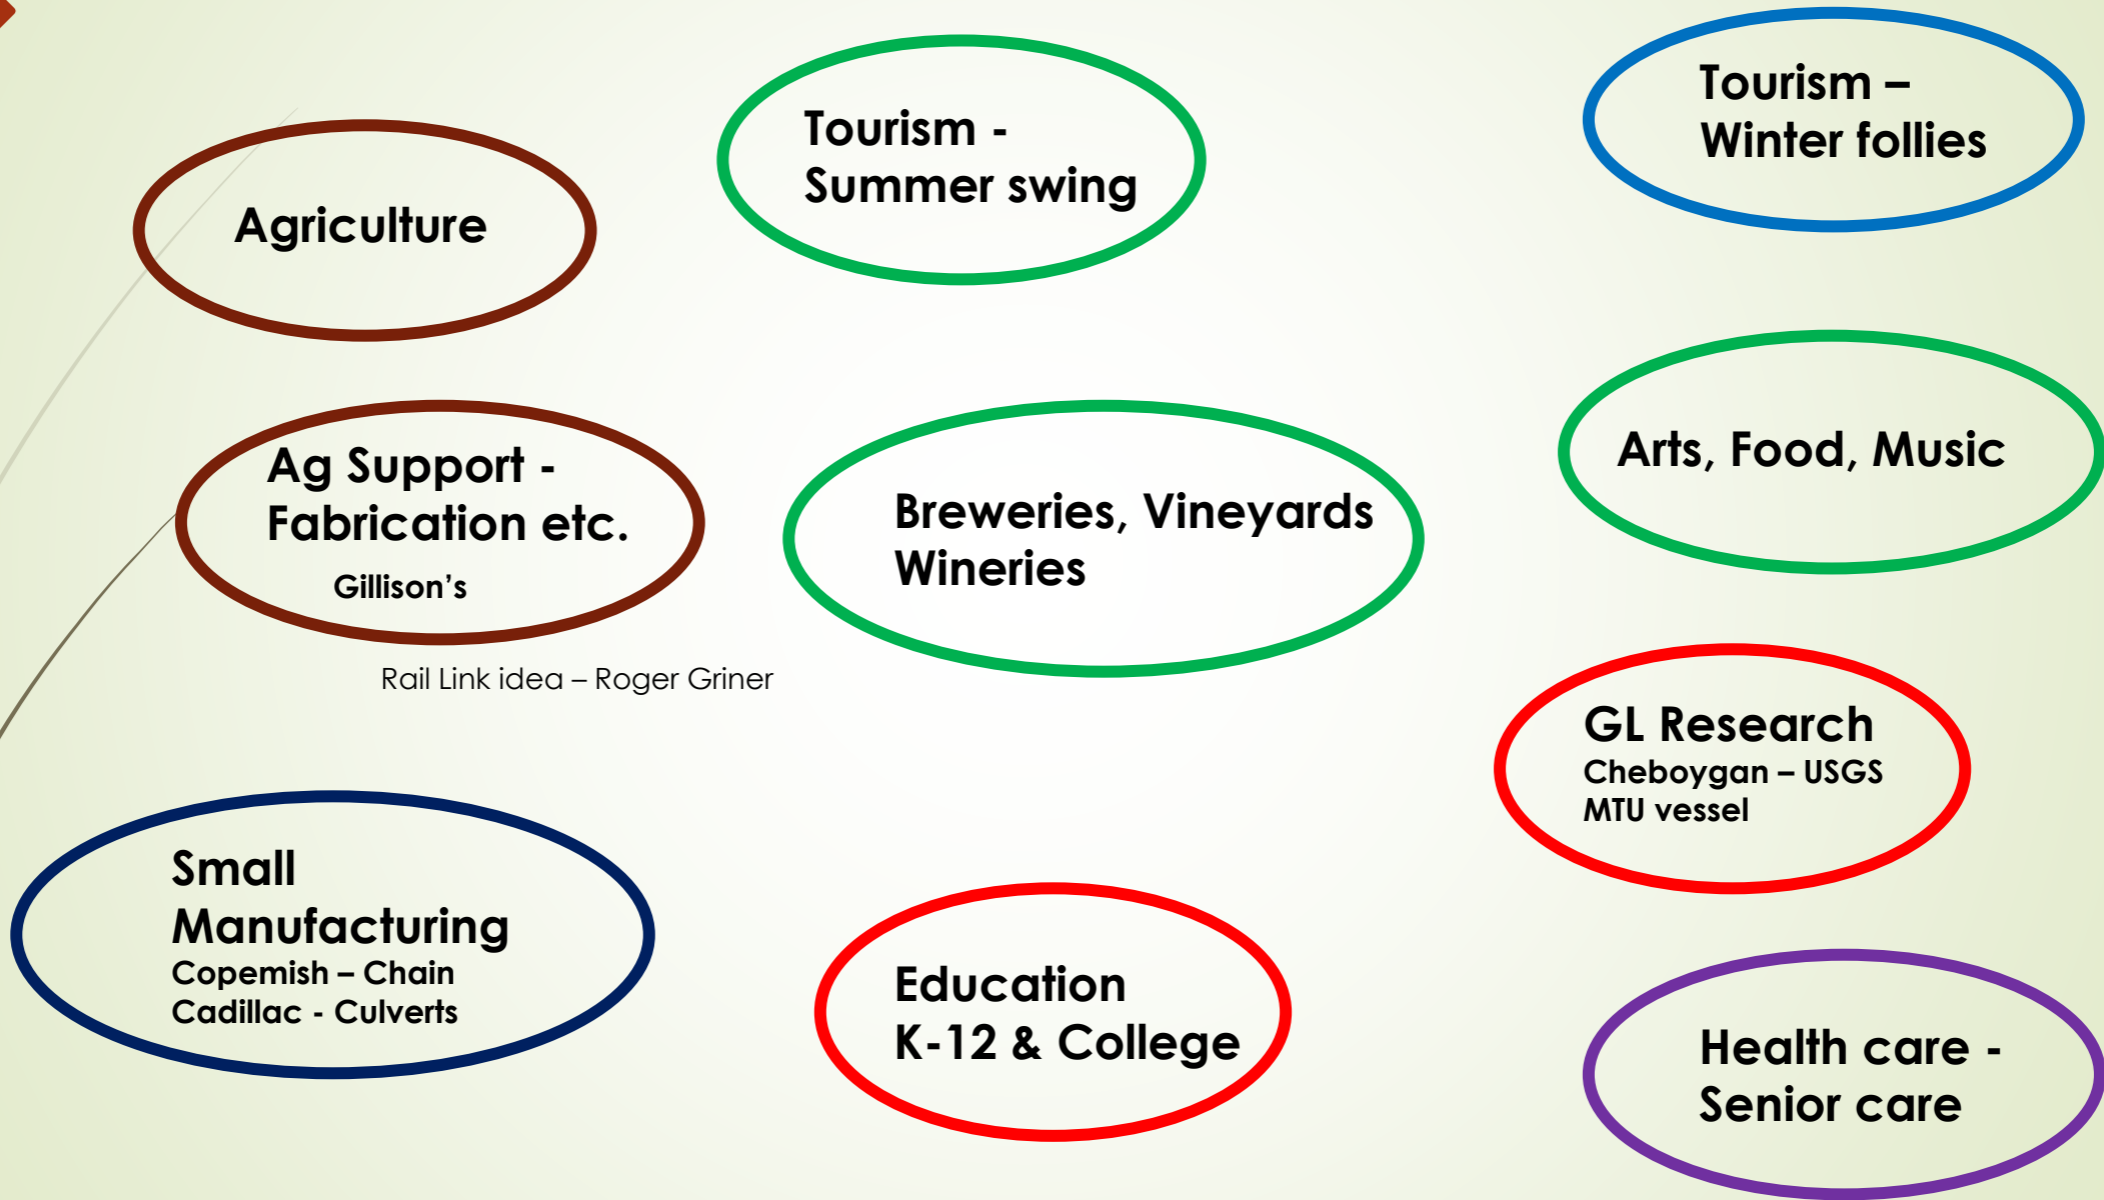 Tourism –
Winter follies
Tourism -
Summer swing
Agriculture
Arts, Food, Music
Ag Support -
Fabrication etc.
Gillison’s
Breweries, Vineyards
Wineries
Rail Link idea – Roger Griner
GL Research
Cheboygan – USGS
MTU vessel
Small
Manufacturing
Copemish – Chain
Cadillac - Culverts
Education
K-12 & College
Health care -
Senior care